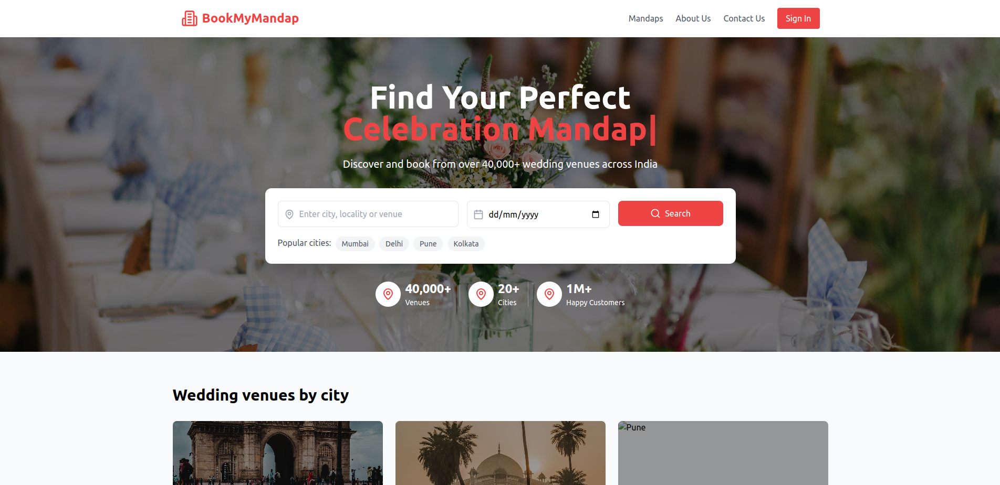 BookMyMandap
Mandaps About Us Contact Us Sign In
Find Your Perfect
Celebration Mandap|
Discover and book from over 40,000+ wedding venues across India
Enter city, locality or venue
dd/mm/yyyy
Search
Popular cities: Mumbai Delhi Pune Kolkata
40,000+
Venues
20+
Cities
1M+
Happy Customers
Wedding venues by city
Pune